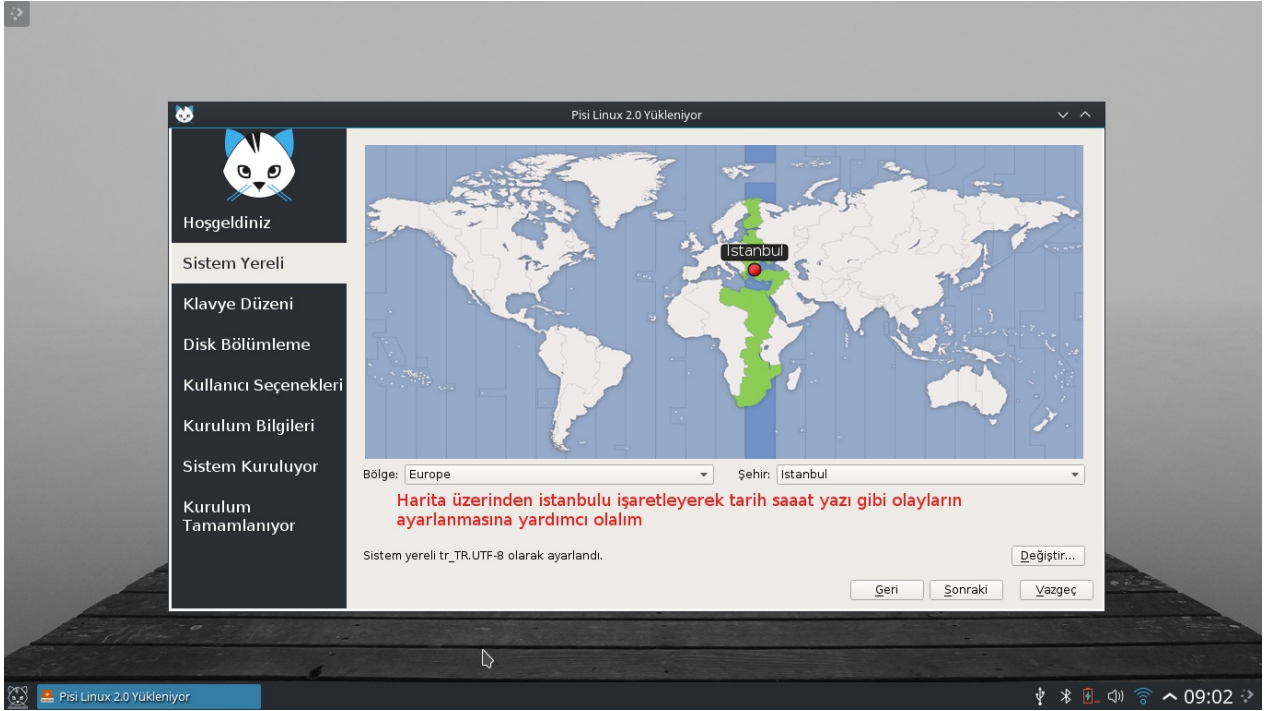 Pisi Linux 2.0 Yükleniyor
Hoşgeldiniz
Sistem Yereli
Klavye Düzeni
Disk Bölümleme
Kullanıcı Seçenekleri
Kurulum Bilgileri
Sistem Kuruluyor
Kurulum
Tamamlanıyor
Istanbul
Bölge: Europe Şehir: Istanbul
Harita üzerinden istanbulu işaretleyerek tarih saaat yazı gibi olayların
ayarlanmasına yardımcı olalım
Sistem yereli tr_TR.UTF-8 olarak ayarlandı. Değiştir...
Geri Sonraki Vazgeç
Pisi Linux 2.0 Yükleniyor 09:02